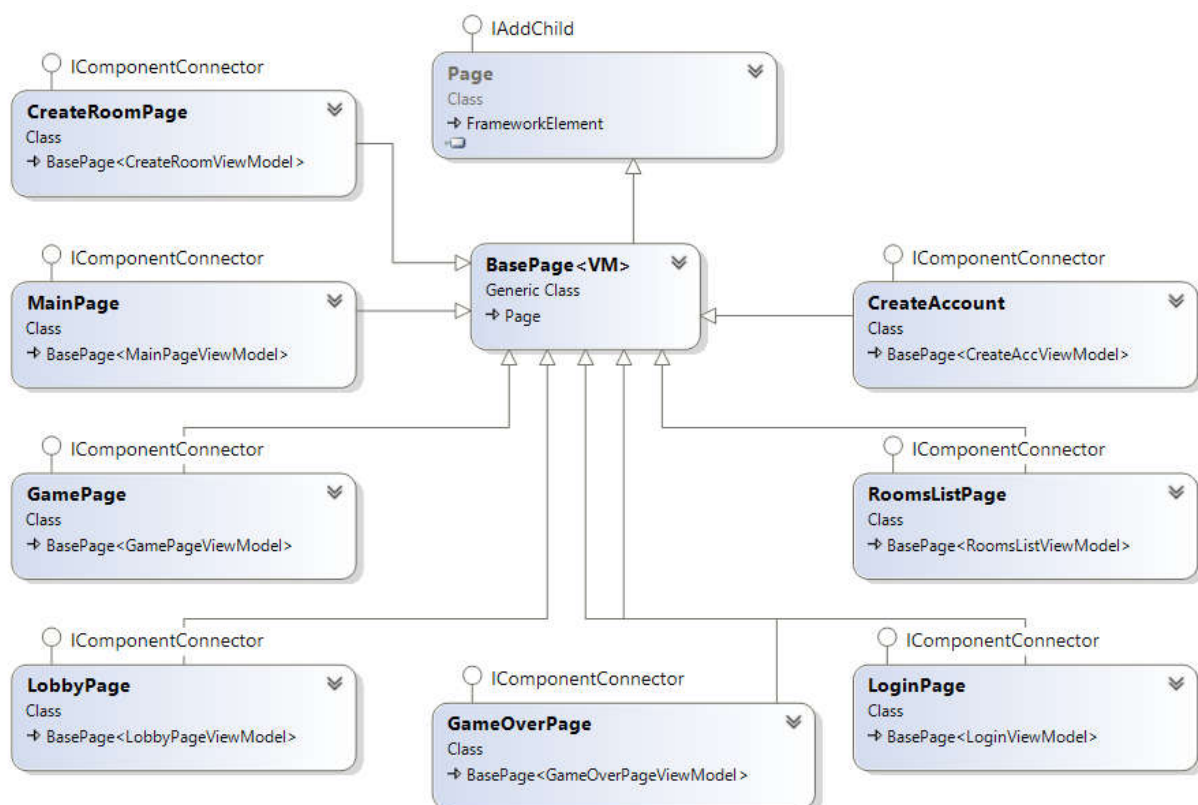 IAddChild
Page
Class
FrameworkElement
IComponentConnector
CreateRoomPage
Class
BasePage<CreateRoomViewModel>
BasePage<VM>
Generic Class
Page
IComponentConnector
MainPage
Class
BasePage<MainPageViewModel>
IComponentConnector
CreateAccount
Class
BasePage<CreateAccViewModel>
IComponentConnector
GamePage
Class
BasePage<GamePageViewModel>
IComponentConnector
RoomsListPage
Class
BasePage<RoomsListViewModel>
IComponentConnector
LobbyPage
Class
BasePage<LobbyPageViewModel>
IComponentConnector
GameOverPage
Class
BasePage<GameOverPageViewModel>
IComponentConnector
LoginPage
Class
BasePage<LoginViewModel>